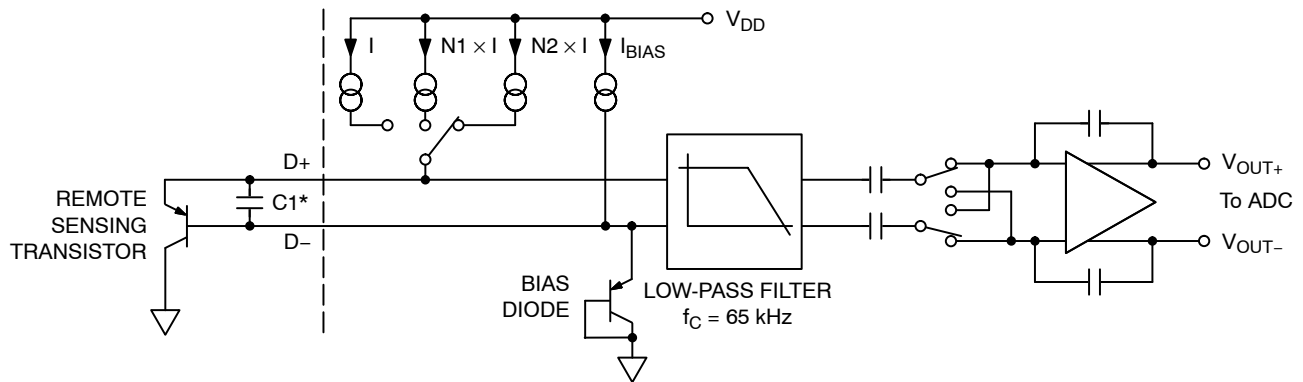 V_DD
I
N1 × I
N2 × I
I_BIAS
D+
REMOTE
SENSING
TRANSISTOR
C1*
D−
BIAS
DIODE
LOW-PASS FILTER
f_C = 65 kHz
V_OUT+
To ADC
V_OUT−